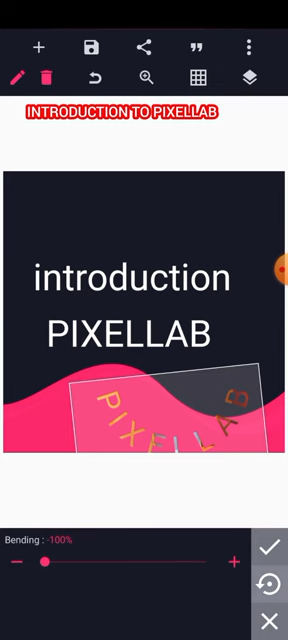 INTRODUCTION TO PIXELLAB
introduction
PIXELLAB
PIXELLAB
Bending : -100%